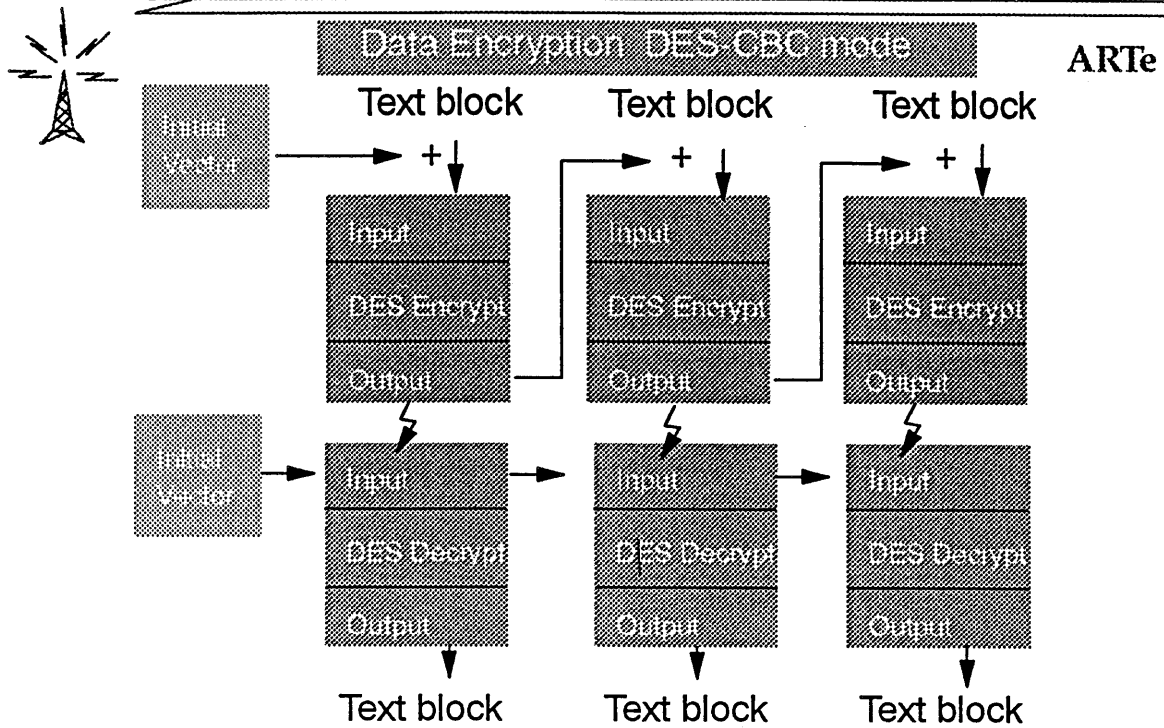 Data Encryption DES-CBC mode
ARTe
Text block Text block Text block
Initial
Vector
+ + +
Input Input Input
DES Encrypt DES Encrypt DES Encrypt
Output Output Output
Initial
Vector
Input Input Input
DES Decrypt DES Decrypt DES Decrypt
Output Output Output
Text block Text block Text block